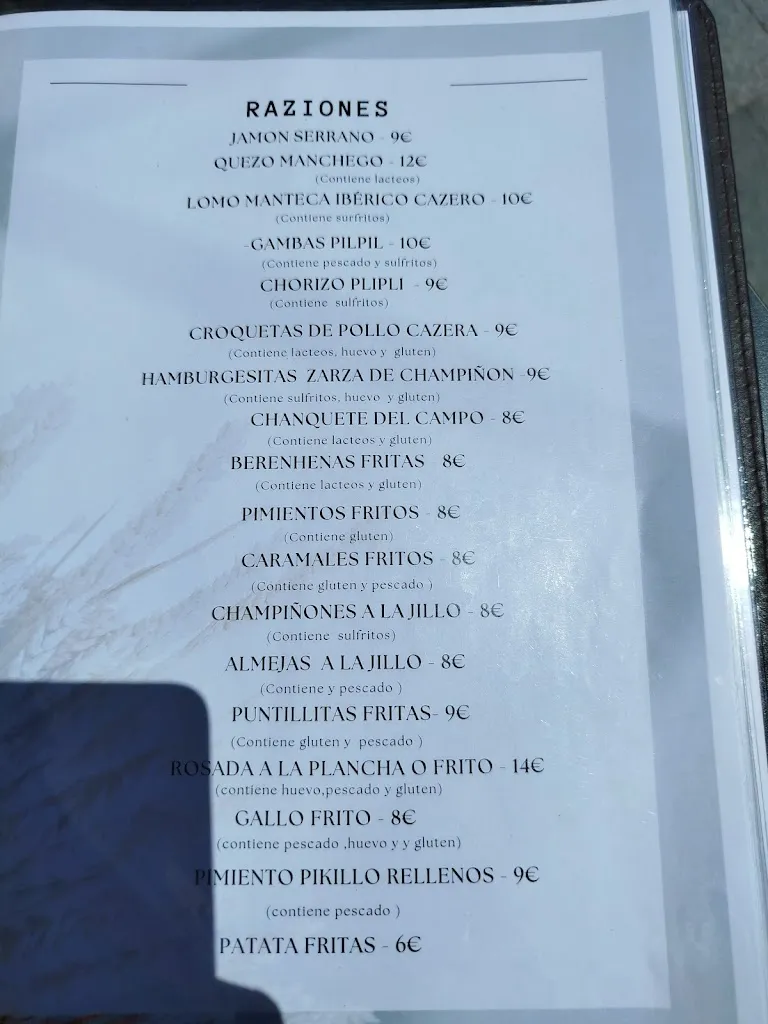 RAZIONES
JAMON SERRANO - 9€
QUEZO MANCHEGO - 12€
(Contiene lacteos)
LOMO MANTECA IBÉRICO CAZERO - 10€
(Contiene surfritos)
-GAMBAS PILPIL - 10€
(Contiene pescado y sulfritos)
CHORIZO PLIPLI - 9€
(Contiene sulfritos)
CROQUETAS DE POLLO CAZERA - 9€
(Contiene lacteos, huevo y gluten)
HAMBURGESITAS ZARZA DE CHAMPIÑON -9€
(Contiene sulfritos, huevo y gluten)
CHANQUETE DEL CAMPO - 8€
(Contiene lacteos y gluten)
BERENHENAS FRITAS 8€
(Contiene lacteos y gluten)
PIMIENTOS FRITOS - 8€
(Contiene gluten)
CARAMALES FRITOS - 8€
(Contiene gluten y pescado )
CHAMPIÑONES A LA JILLO - 8€
(Contiene sulfritos)
ALMEJAS A LA JILLO - 8€
(Contiene y pescado )
PUNTILLITAS FRITAS- 9€
(Contiene gluten y pescado )
ROSADA A LA PLANCHA O FRITO - 14€
(contiene huevo,pescado y gluten)
GALLO FRITO - 8€
(contiene pescado ,huevo y y gluten)
PIMIENTO PIKILLO RELLENOS - 9€
(contiene pescado )
PATATA FRITAS - 6€